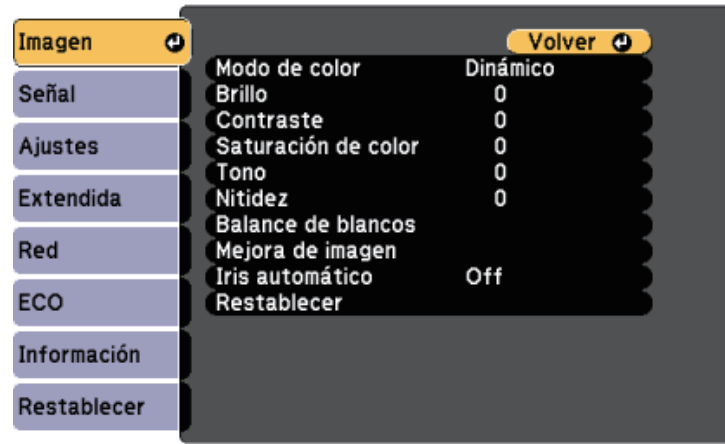 Imagen
Señal
Ajustes
Extendida
Red
ECO
Información
Restablecer
Volver
Modo de color Dinámico
Brillo 0
Contraste 0
Saturación de color 0
Tono 0
Nitidez 0
Balance de blancos
Mejora de imagen
Iris automático Off
Restablecer